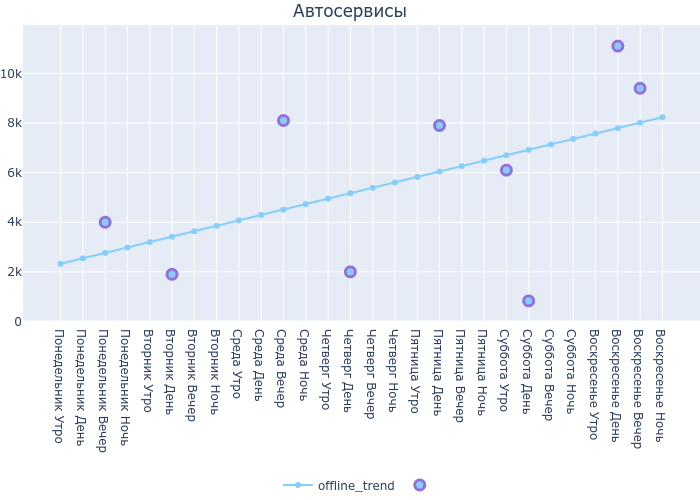 Автосервисы
10k
8k
6k
4k
2k
0
Понедельник Утро
Понедельник День
Понедельник Вечер
Понедельник Ночь
Вторник Утро
Вторник День
Вторник Вечер
Вторник Ночь
Среда Утро
Среда День
Среда Вечер
Среда Ночь
Четверг Утро
Четверг День
Четверг Вечер
Четверг Ночь
Пятница Утро
Пятница День
Пятница Вечер
Пятница Ночь
Суббота Утро
Суббота День
Суббота Вечер
Суббота Ночь
Воскресенье Утро
Воскресенье День
Воскресенье Вечер
Воскресенье Ночь
offline_trend